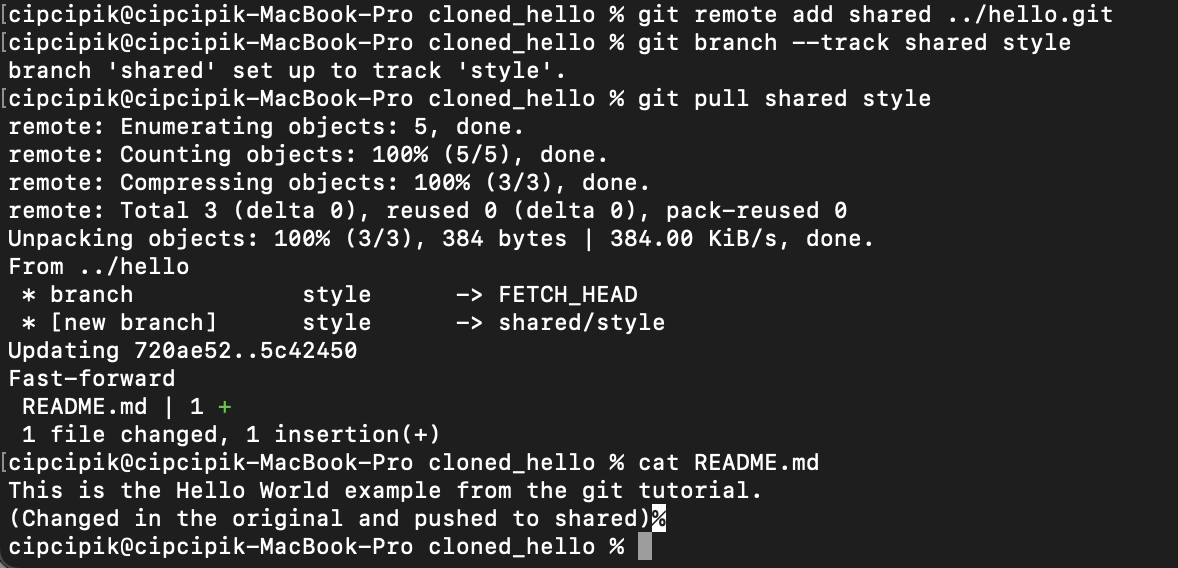 [cipcipik@cipcipik-MacBook-Pro cloned_hello % git remote add shared ../hello.git
[cipcipik@cipcipik-MacBook-Pro cloned_hello % git branch --track shared style
branch 'shared' set up to track 'style'.
[cipcipik@cipcipik-MacBook-Pro cloned_hello % git pull shared style
remote: Enumerating objects: 5, done.
remote: Counting objects: 100% (5/5), done.
remote: Compressing objects: 100% (3/3), done.
remote: Total 3 (delta 0), reused 0 (delta 0), pack-reused 0
Unpacking objects: 100% (3/3), 384 bytes | 384.00 KiB/s, done.
From ../hello
 * branch            style      -> FETCH_HEAD
 * [new branch]      style      -> shared/style
Updating 720ae52..5c42450
Fast-forward
 README.md | 1 +
 1 file changed, 1 insertion(+)
[cipcipik@cipcipik-MacBook-Pro cloned_hello % cat README.md
This is the Hello World example from the git tutorial.
(Changed in the original and pushed to shared)%
cipcipik@cipcipik-MacBook-Pro cloned_hello %